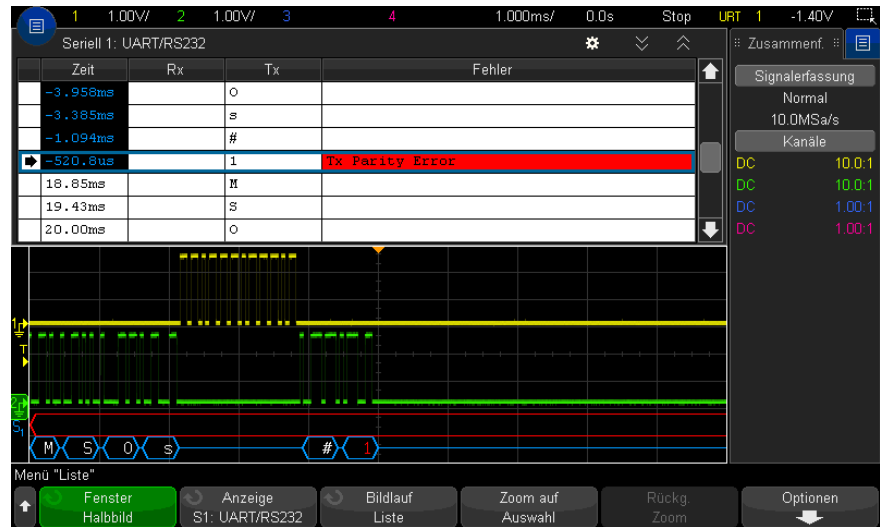 1 1.00V/ 2 1.00V/ 3 4 1.000ms/ 0.0s Stop URT 1 -1.40V
Seriell 1: UART/RS232
Zeit Rx Tx Fehler
-3.958ms O
-3.385ms s
-1.094ms #
-520.8us 1 Tx Parity Error
18.85ms M
19.43ms S
20.00ms O
Zusammenf.
Signalerfassung
Normal
10.0MSa/s
Kanäle
DC 10.0:1
DC 10.0:1
DC 1.00:1
DC 1.00:1
1
T
2
S1
M S O s # 1
Menü "Liste"
Fenster
Halbbild
Anzeige
S1: UART/RS232
Bildlauf
Liste
Zoom auf
Auswahl
Rückg.
Zoom
Optionen